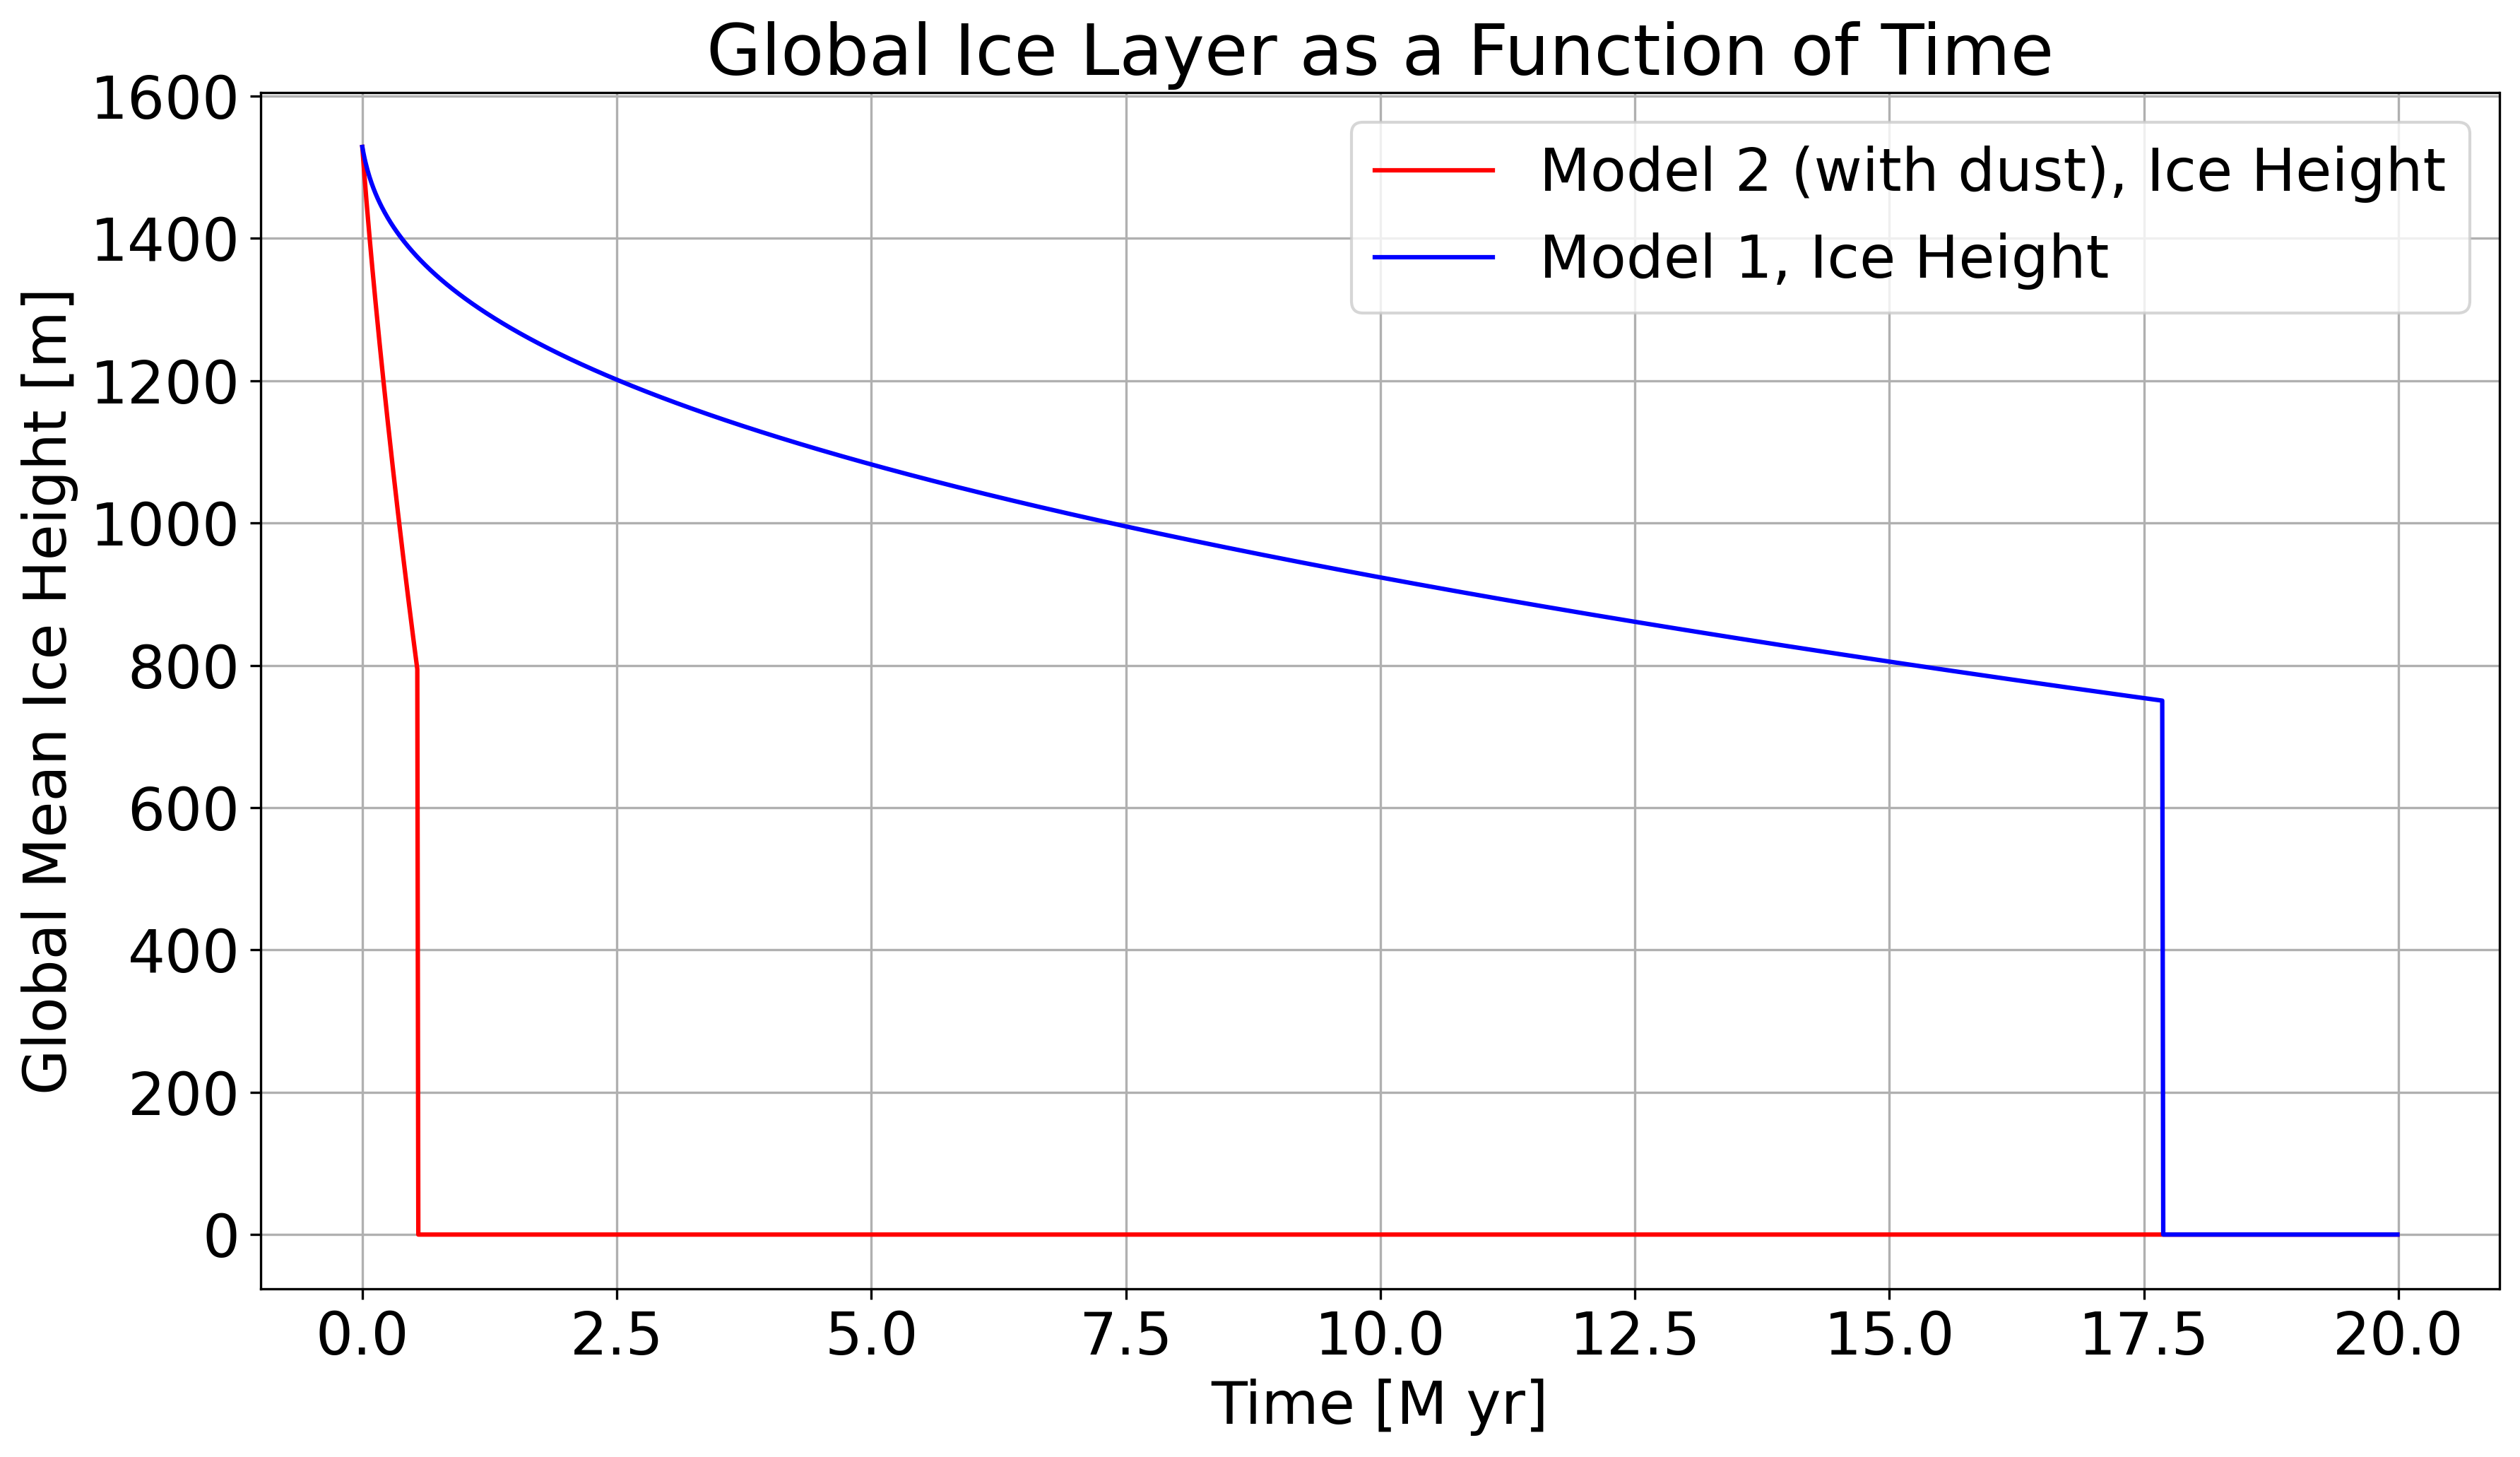 Global Ice Layer as a Function of Time
Global Mean Ice Height [m]
1600
1400
1200
1000
800
600
400
200
0
Model 2 (with dust), Ice Height
Model 1, Ice Height
0.0 2.5 5.0 7.5 10.0 12.5 15.0 17.5 20.0
Time [M yr]